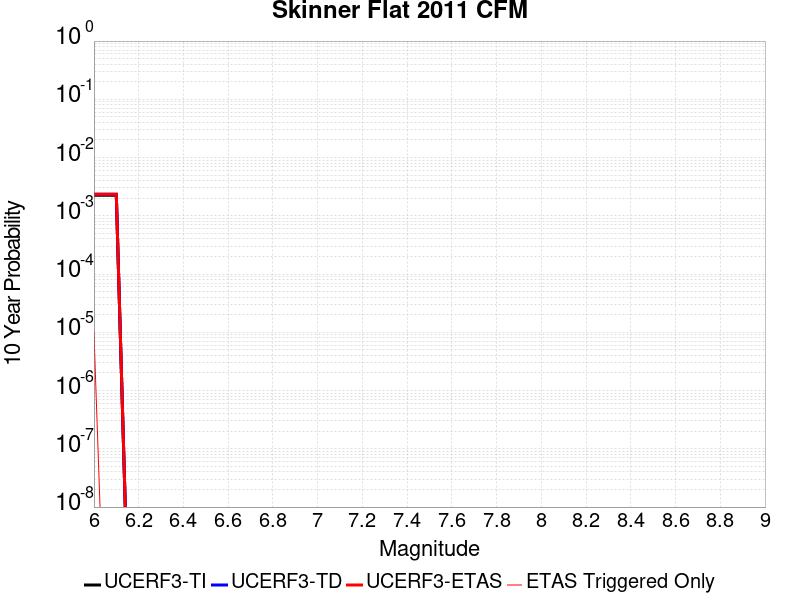 Skinner Flat 2011 CFM
10 Year Probability
10^0
10^-1
10^-2
10^-3
10^-4
10^-5
10^-6
10^-7
10^-8
6 6.2 6.4 6.6 6.8 7 7.2 7.4 7.6 7.8 8 8.2 8.4 8.6 8.8 9
Magnitude
UCERF3-TI UCERF3-TD UCERF3-ETAS ETAS Triggered Only